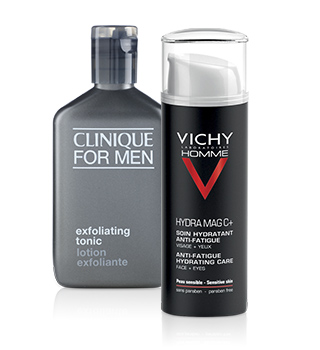 CLINIQUE
FOR MEN
exfoliating
tonic
lotion
exfoliante
VICHY
LABORATOIRES
HOMME
HYDRA MAG C+
SOIN HYDRATANT
ANTI-FATIGUE
VISAGE + YEUX
ANTI-FATIGUE
HYDRATING CARE
FACE + EYES
Peau sensible - Sensitive skin
sans paraben - paraben free